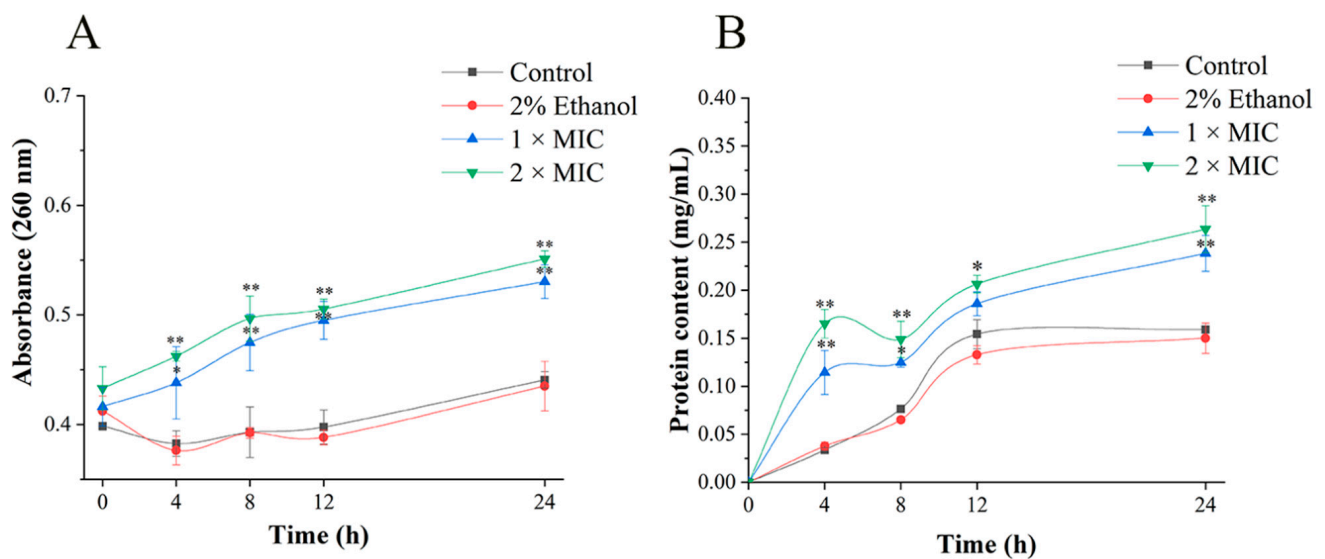 A
Control
2% Ethanol
1 × MIC
2 × MIC
0.7
0.6
0.5
0.4
Absorbance (260 nm)
**
*
**
**
**
**
**
**
0 4 8 12 24
Time (h)
B
Control
2% Ethanol
1 × MIC
2 × MIC
0.40
0.35
0.30
0.25
0.20
0.15
0.10
0.05
0.00
Protein content (mg/mL)
**
**
**
*
*
**
**
0 4 8 12 24
Time (h)